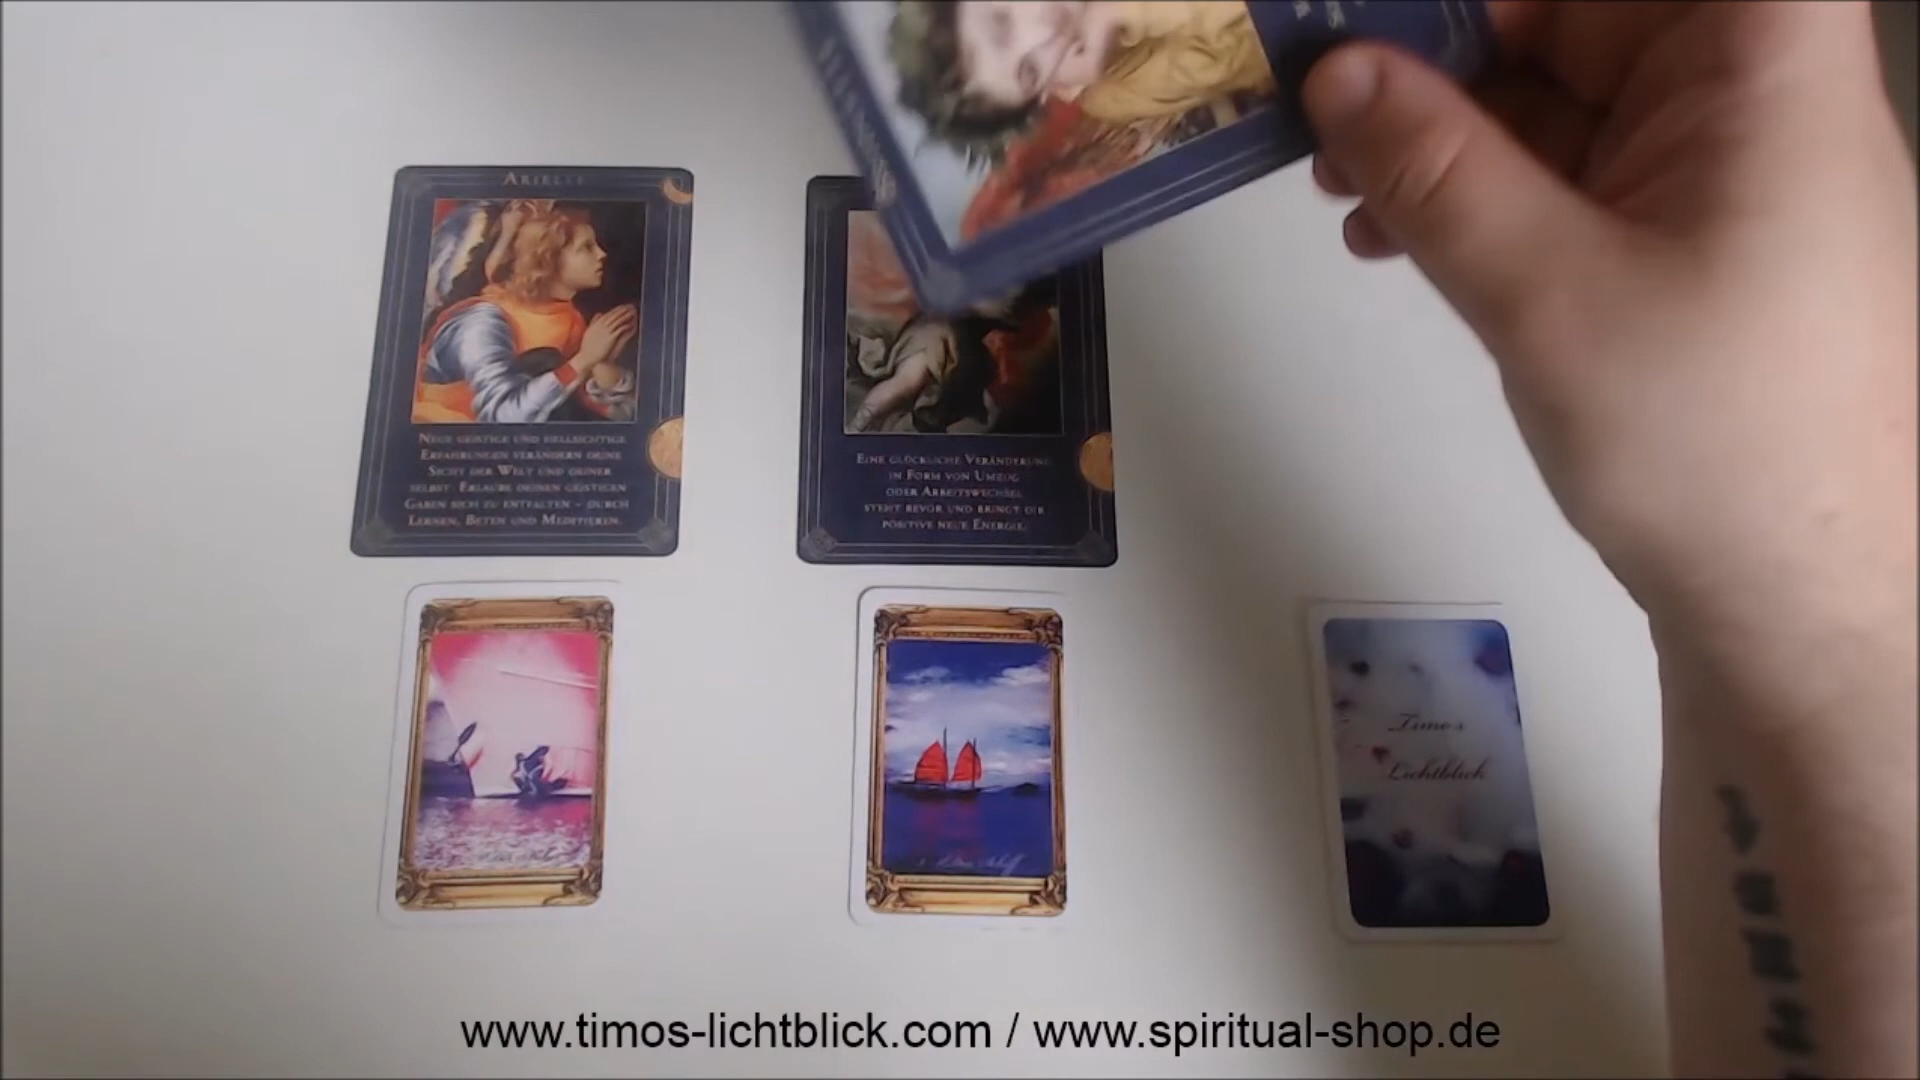 ARIELLE
NEUE GEISTIGE UND HELLSICHTIGE
ERFAHRUNGEN VERÄNDERN DEINE
SICHT DER WELT UND DEINER
SELBST. ERLAUBE DEINEN GEISTIGEN
GABEN SICH ZU ENTFALTEN – DURCH
LERNEN, BETEN UND MEDITIEREN.
EINE GLÜCKLICHE VERÄNDERUNG
IN FORM VON UMZUG
ODER ARBEITSWECHSEL
STEHT BEVOR UND BRINGT DIR
POSITIVE NEUE ENERGIE.
Timos
Lichtblick
www.timos-lichtblick.com / www.spiritual-shop.de